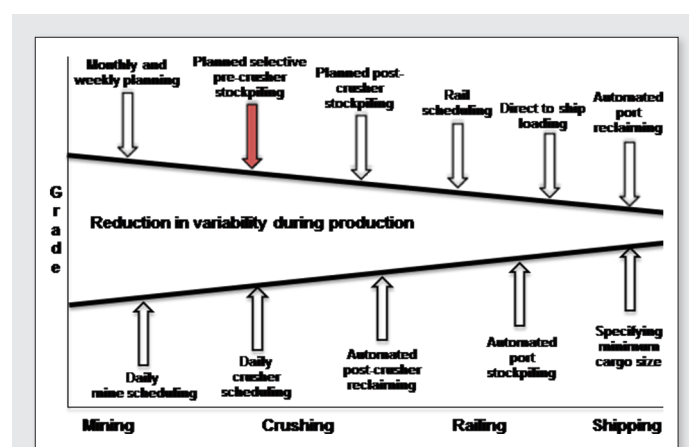 Monthly and
weekly planning
Planned selective
pre-crusher
stockpiling
Planned post-
crusher
stockpiling
Rail
scheduling
Direct to ship
loading
Automated
port
reclaiming
Grade
Reduction in variability during production
Daily
mine scheduling
Daily
crusher
scheduling
Automated
post-crusher
reclaiming
Automated
port
stockpiling
Specifying
minimum
cargo size
Mining
Crushing
Railing
Shipping